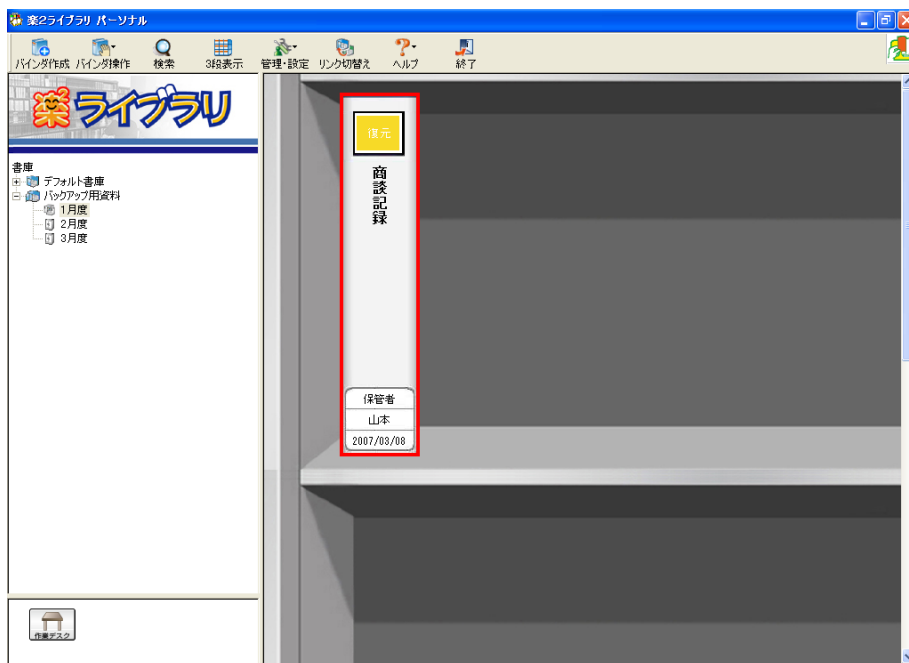 楽2ライブラリ パーソナル
バインダ作成 バインダ操作 検索 3段表示 管理・設定 リンク切替え ヘルプ 終了
楽ライブラリ
書庫
デフォルト書庫
バックアップ用資料
1月度
2月度
3月度
作業デスク
復元
商談記録
保管者
山本
2007/03/08